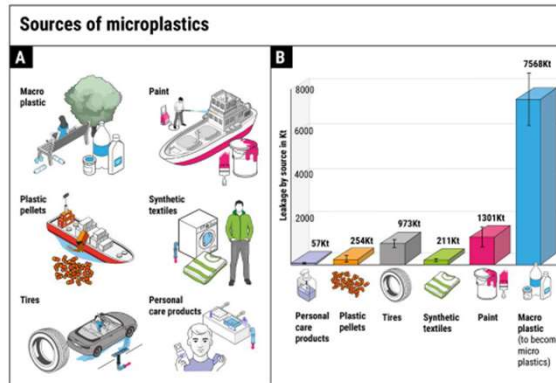 Sources of microplastics
A
Macro
plastic
Paint
Plastic
pellets
Synthetic
textiles
Tires
Personal
care products
B
Leakage by source in Kt
8000
6000
4000
2000
57Kt
254Kt
973Kt
211Kt
1301Kt
7568Kt
Personal
care
products
Plastic
pellets
Tires
Synthetic
textiles
Paint
Macro
plastic
(to becom
micro
plastics)